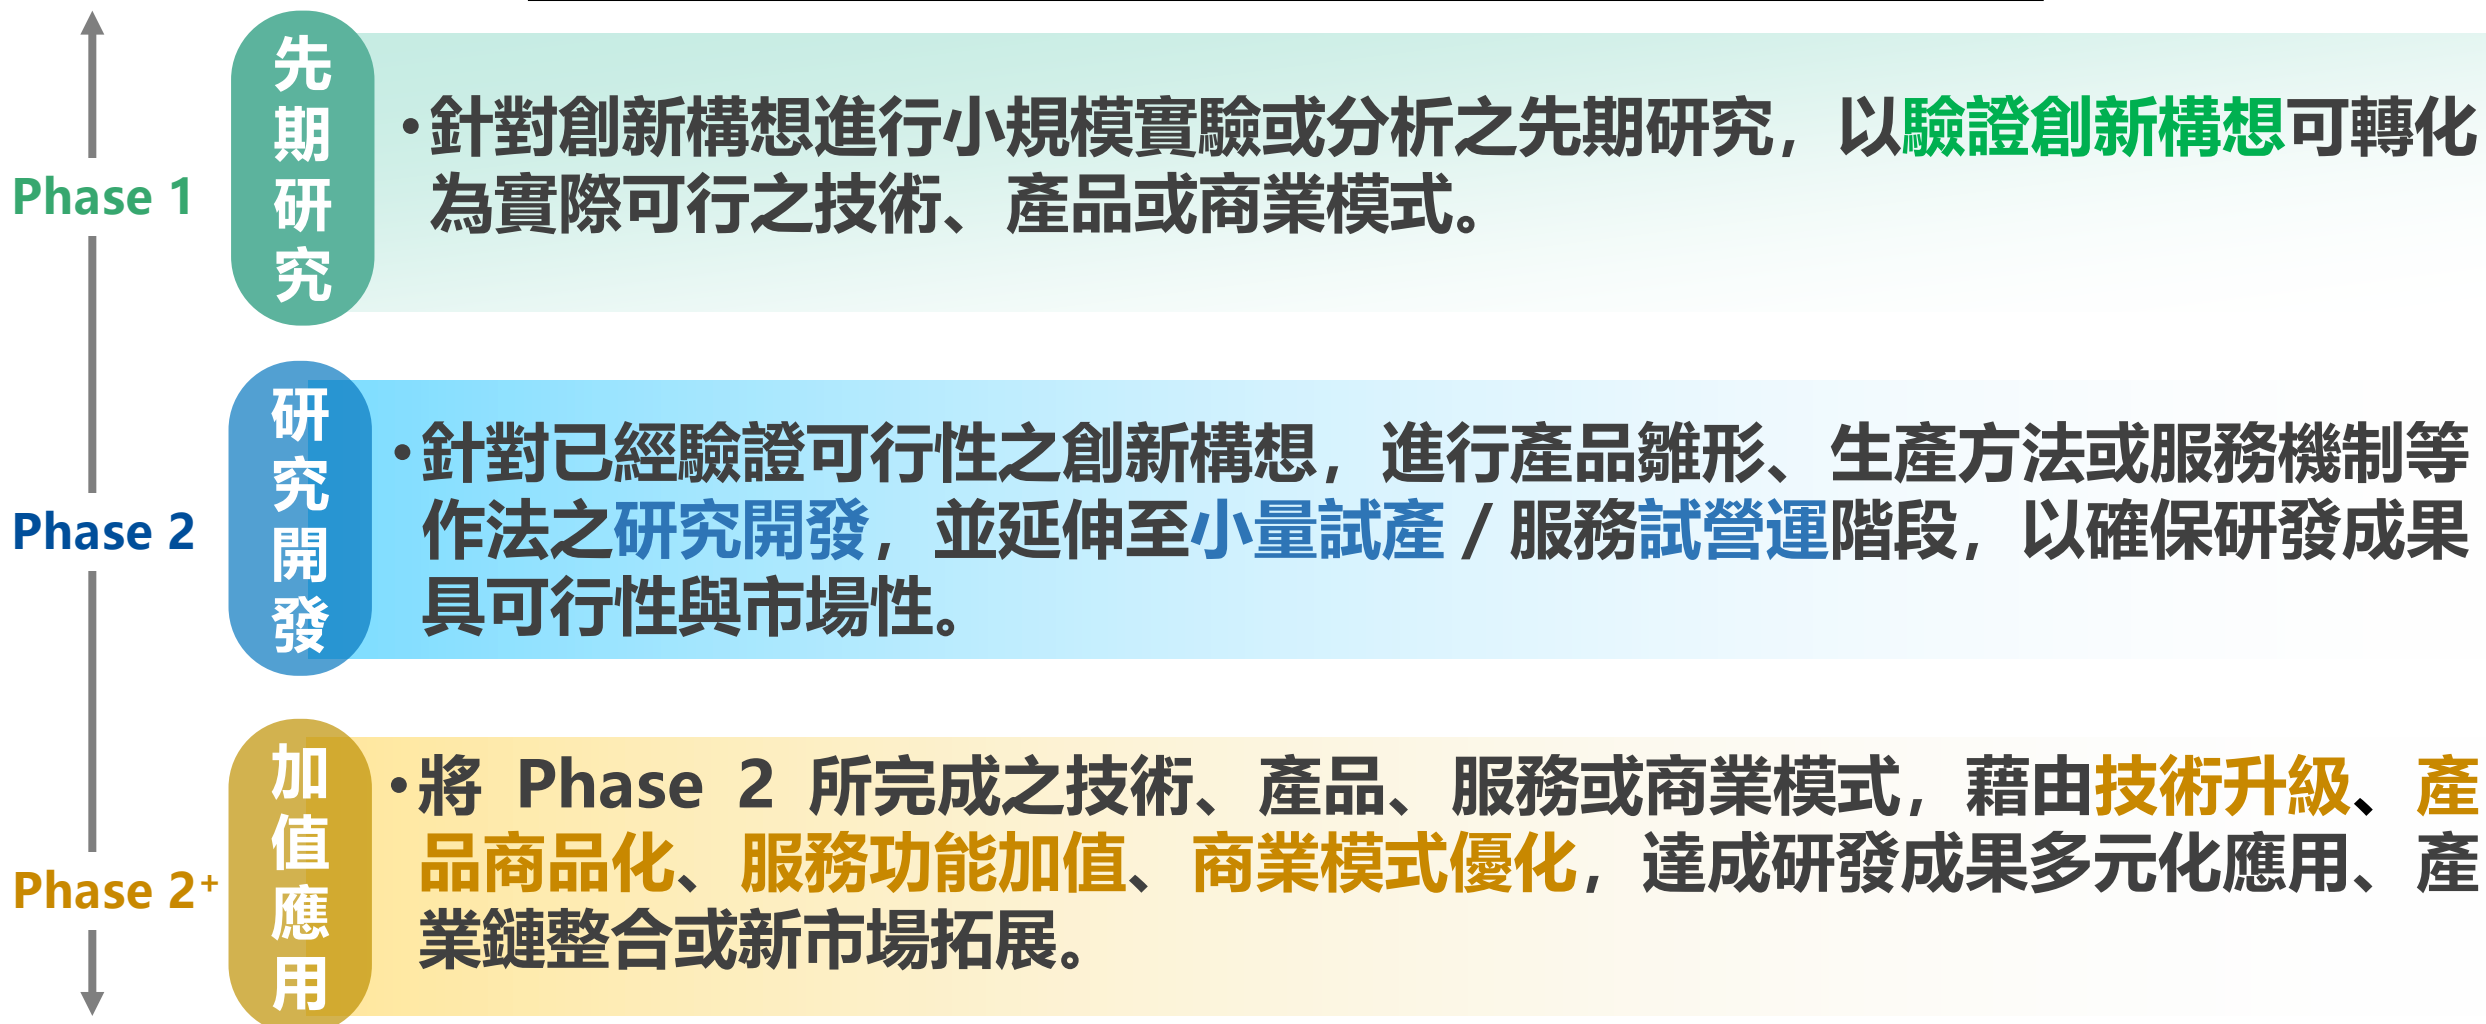 Phase 1
先期研究
•針對創新構想進行小規模實驗或分析之先期研究，以驗證創新構想可轉化
為實際可行之技術、產品或商業模式。
Phase 2
研究開發
•針對已經驗證可行性之創新構想，進行產品雛形、生產方法或服務機制等
作法之研究開發，並延伸至小量試產/服務試營運階段，以確保研發成果
具可行性與市場性。
Phase 2⁺
加值應用
•將 Phase 2 所完成之技術、產品、服務或商業模式，藉由技術升級、產
品商品化、服務功能加值、商業模式優化，達成研發成果多元化應用、產
業鏈整合或新市場拓展。